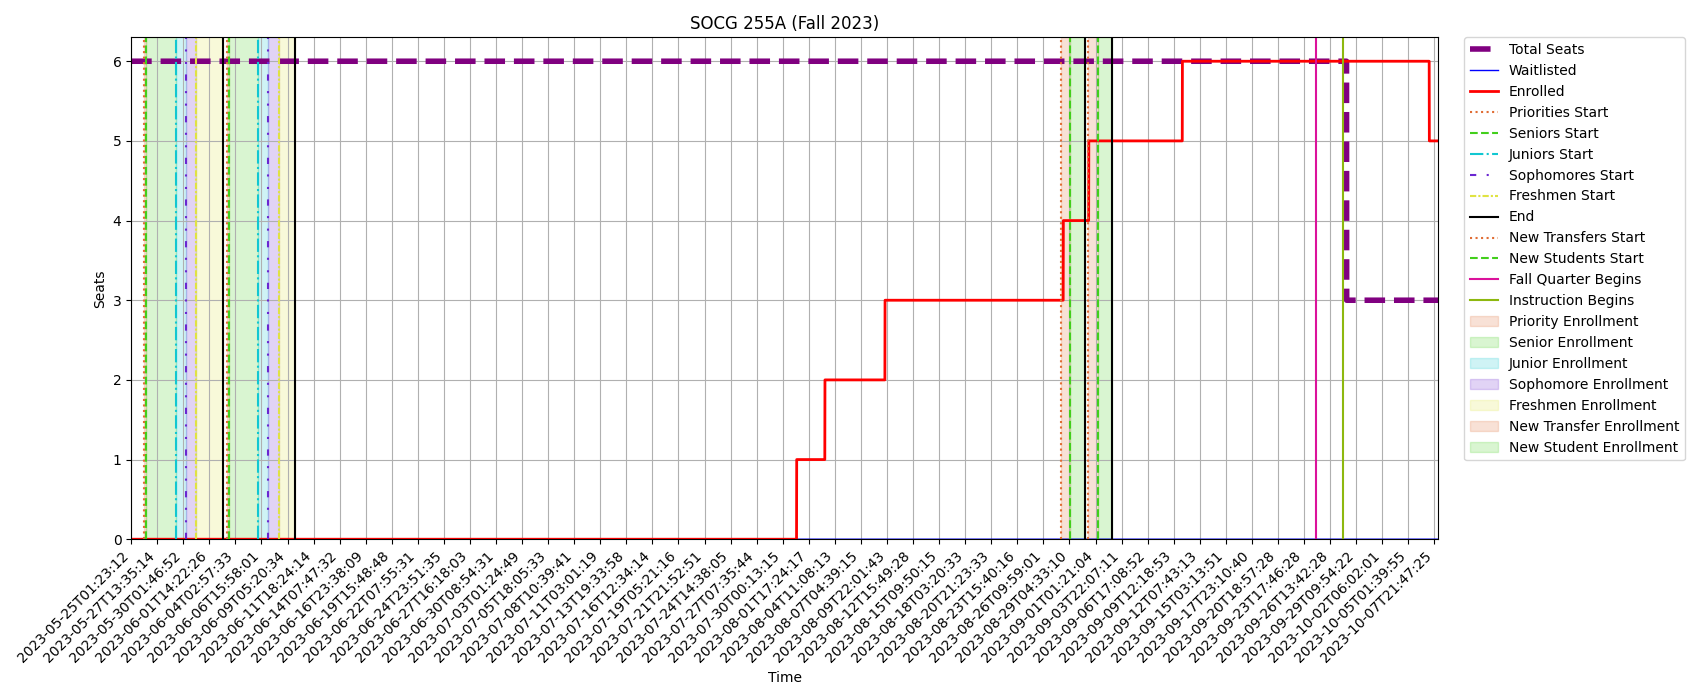 SOCG 255A (Fall 2023)
Seats
6
5
4
3
2
1
0
2023-05-25T01:23:12
2023-05-27T13:35:14
2023-05-30T01:46:52
2023-06-01T14:22:26
2023-06-04T02:57:33
2023-06-06T15:58:01
2023-06-09T05:20:34
2023-06-11T18:24:14
2023-06-14T07:47:32
2023-06-16T23:38:09
2023-06-19T15:48:48
2023-06-22T07:55:31
2023-06-24T23:51:35
2023-06-27T16:18:03
2023-06-30T08:54:31
2023-07-03T01:24:49
2023-07-05T18:05:33
2023-07-08T10:39:41
2023-07-11T03:01:19
2023-07-13T19:33:58
2023-07-16T12:34:14
2023-07-19T05:21:16
2023-07-21T21:52:51
2023-07-24T14:38:05
2023-07-27T07:35:44
2023-07-30T00:13:15
2023-08-01T17:24:17
2023-08-04T11:08:13
2023-08-07T04:39:15
2023-08-09T22:01:43
2023-08-12T15:49:28
2023-08-15T09:50:15
2023-08-18T03:20:33
2023-08-20T21:23:33
2023-08-23T15:40:16
2023-08-26T09:59:01
2023-08-29T04:33:10
2023-09-01T01:21:04
2023-09-03T22:07:11
2023-09-06T17:08:52
2023-09-09T12:18:53
2023-09-12T07:43:13
2023-09-15T03:13:51
2023-09-17T23:10:40
2023-09-20T18:57:28
2023-09-23T17:46:28
2023-09-26T13:42:28
2023-09-29T09:54:22
2023-10-02T06:02:01
2023-10-05T01:39:55
2023-10-07T21:47:25
Time
Total Seats
Waitlisted
Enrolled
Priorities Start
Seniors Start
Juniors Start
Sophomores Start
Freshmen Start
End
New Transfers Start
New Students Start
Fall Quarter Begins
Instruction Begins
Priority Enrollment
Senior Enrollment
Junior Enrollment
Sophomore Enrollment
Freshmen Enrollment
New Transfer Enrollment
New Student Enrollment